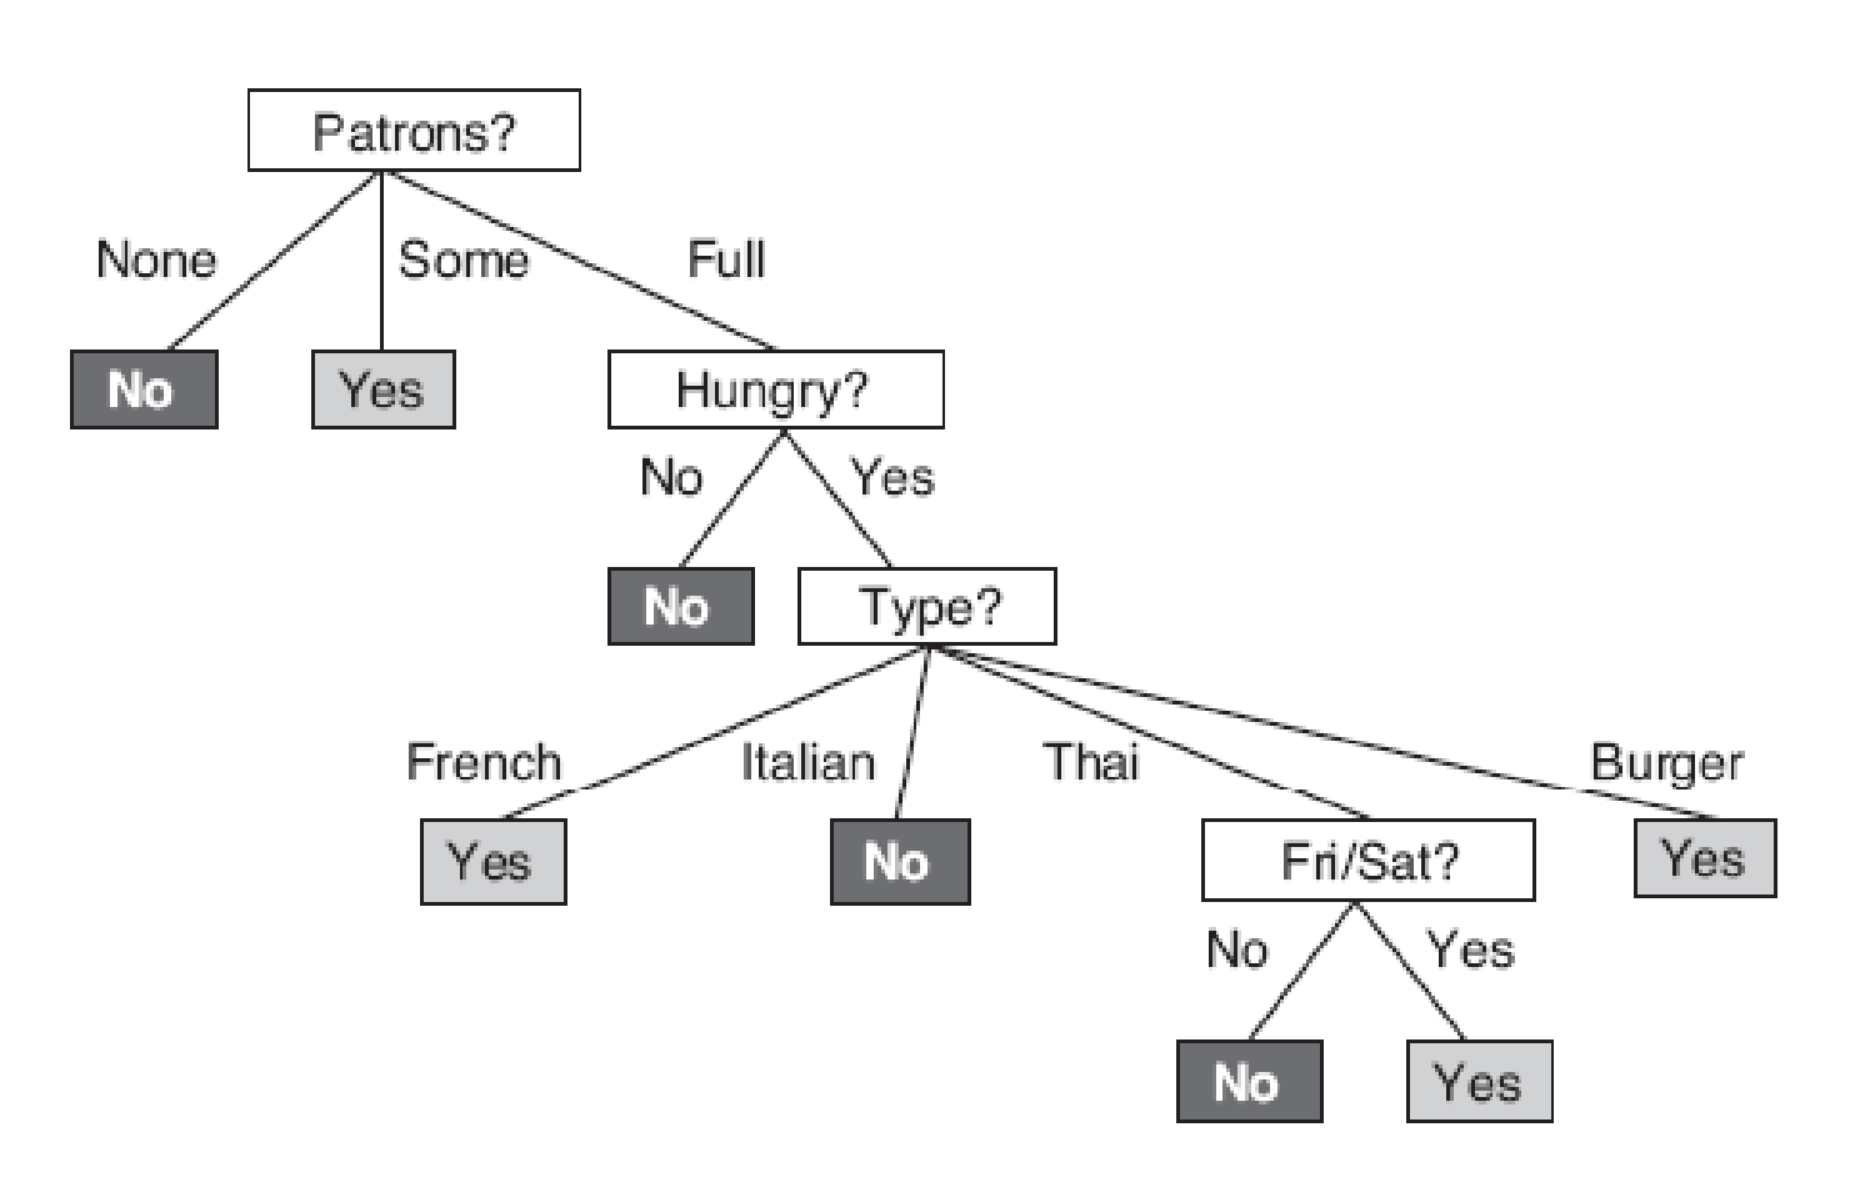 Patrons?
None Some Full
No Yes Hungry?
No Yes
No Type?
French Italian Thai Burger
Yes No Fri/Sat? Yes
No Yes
No Yes